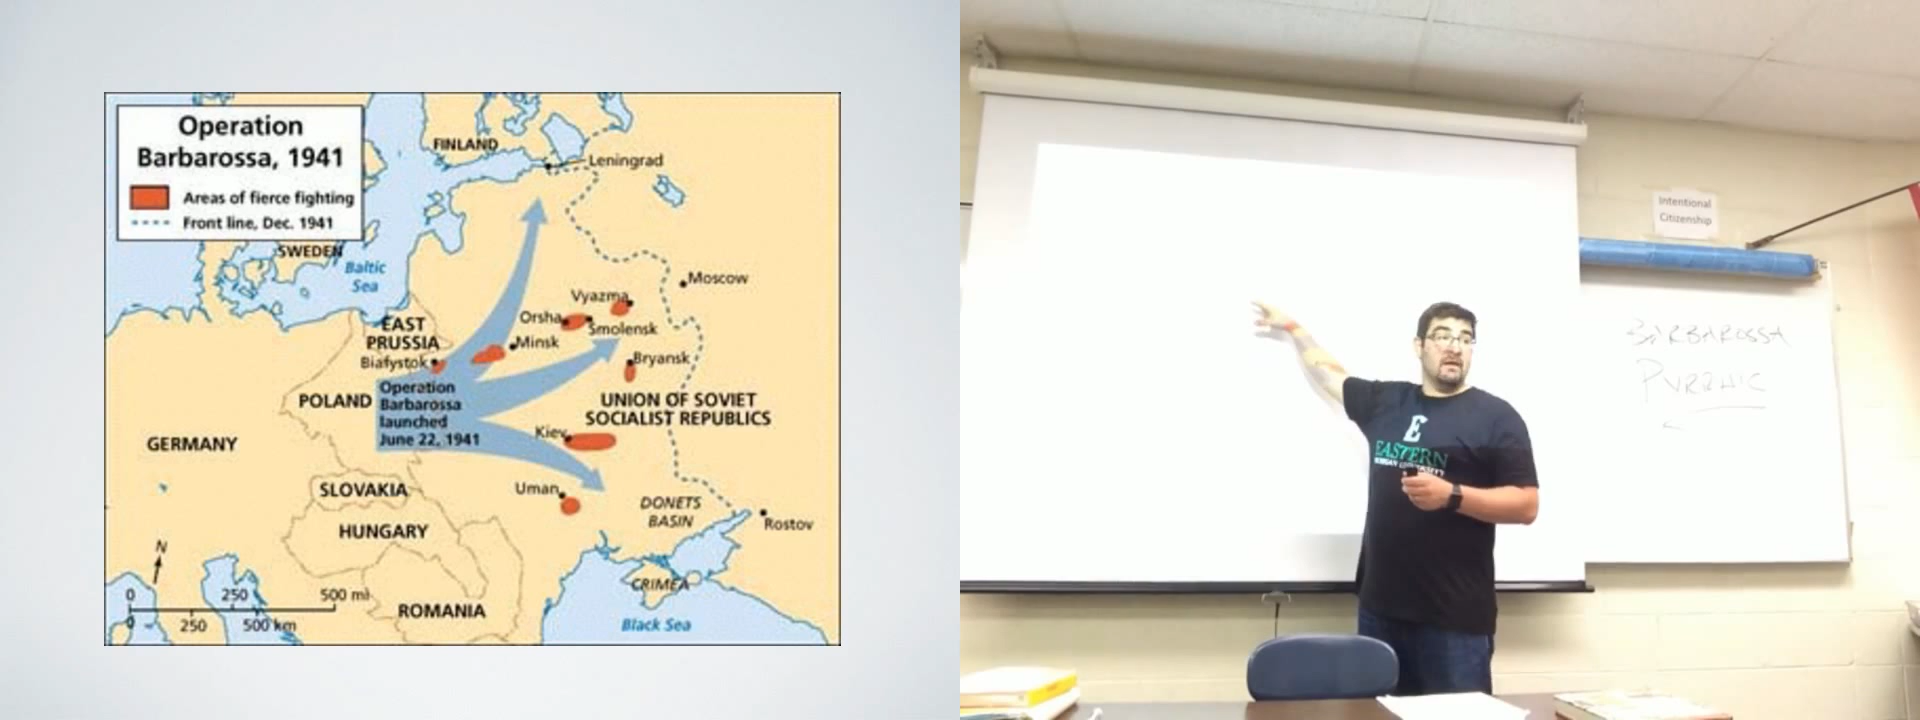 Operation
Barbarossa, 1941
Areas of fierce fighting
Front line, Dec. 1941
FINLAND
Leningrad
SWEDEN
Baltic
Sea
Moscow
Vyazma
Orsha
Smolensk
EAST
PRUSSIA
Minsk
Białystok
Bryansk
Operation
Barbarossa
launched
June 22, 1941
POLAND
UNION OF SOVIET
SOCIALIST REPUBLICS
GERMANY
Kiev
SLOVAKIA
Uman
DONETS
BASIN
HUNGARY
Rostov
N
CRIMEA
0 250 500 mi
0 250 500 km
ROMANIA
Black Sea
Intentional
Citizenship
BARBAROSSA
PYRRHIC
E
EASTERN